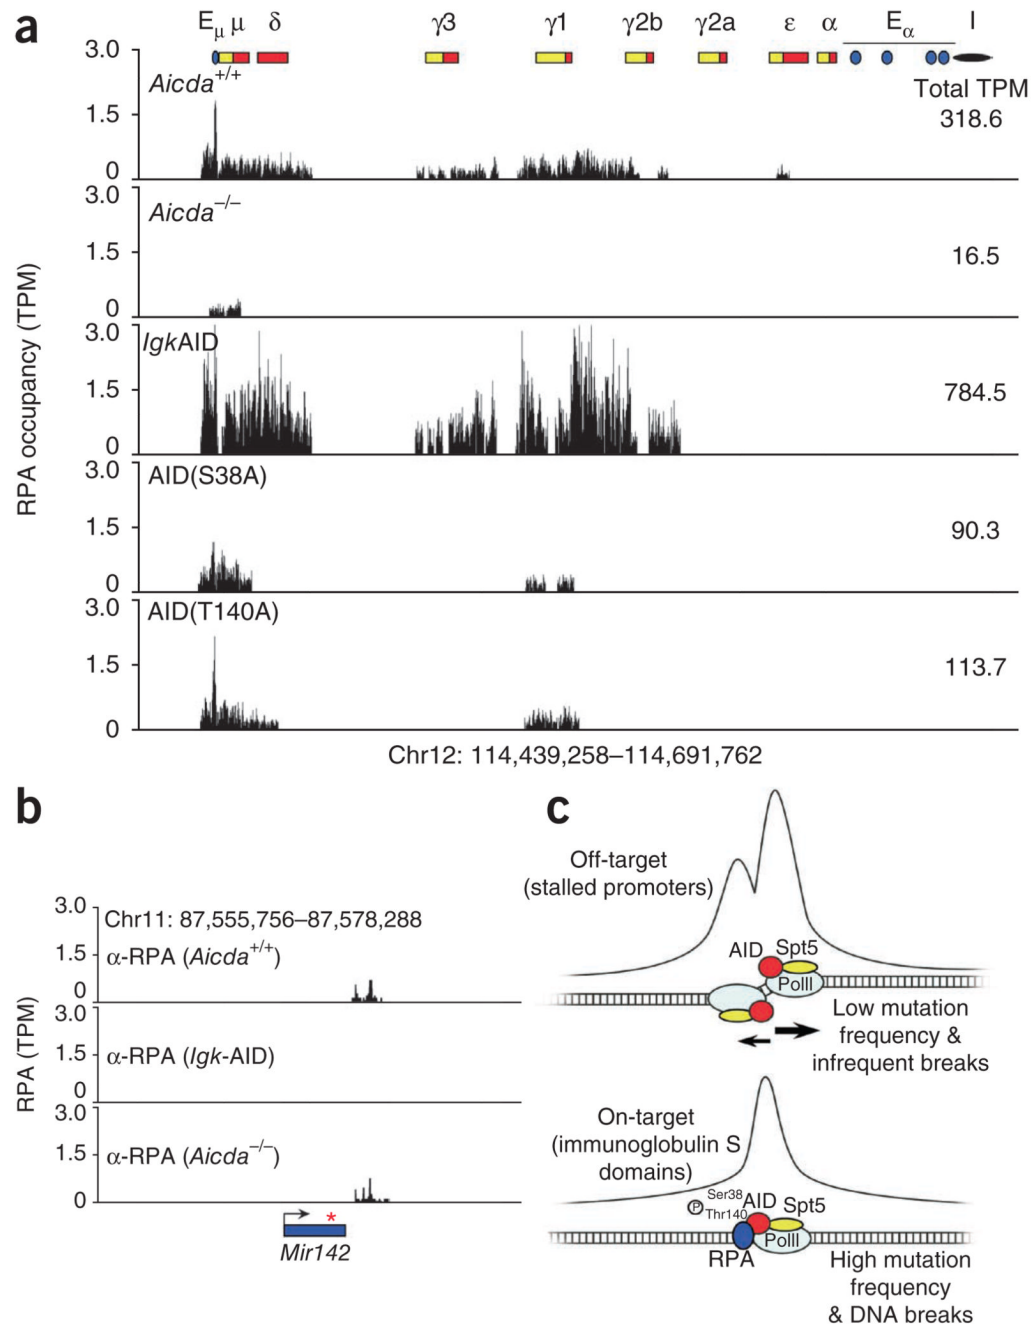 a
Eμ μ δ γ3 γ1 γ2b γ2a ε α Eα I
3.0
Aicda+/+
Total TPM
1.5
318.6
0
3.0
Aicda–/–
1.5
16.5
0
3.0
IgkAID
1.5
784.5
0
3.0
AID(S38A)
1.5
90.3
0
3.0
AID(T140A)
1.5
113.7
0
RPA occupancy (TPM)
Chr12: 114,439,258–114,691,762
b
3.0
Chr11: 87,555,756–87,578,288
1.5
α-RPA (Aicda+/+)
0
3.0
1.5
α-RPA (Igk-AID)
0
3.0
1.5
α-RPA (Aicda–/–)
0
RPA (TPM)
*
Mir142
c
Off-target
(stalled promoters)
AID Spt5
PolII
Low mutation
frequency &
infrequent breaks
On-target
(immunoglobulin S
domains)
P Ser38
Thr140
AID Spt5
PolII
RPA
High mutation
frequency
& DNA breaks